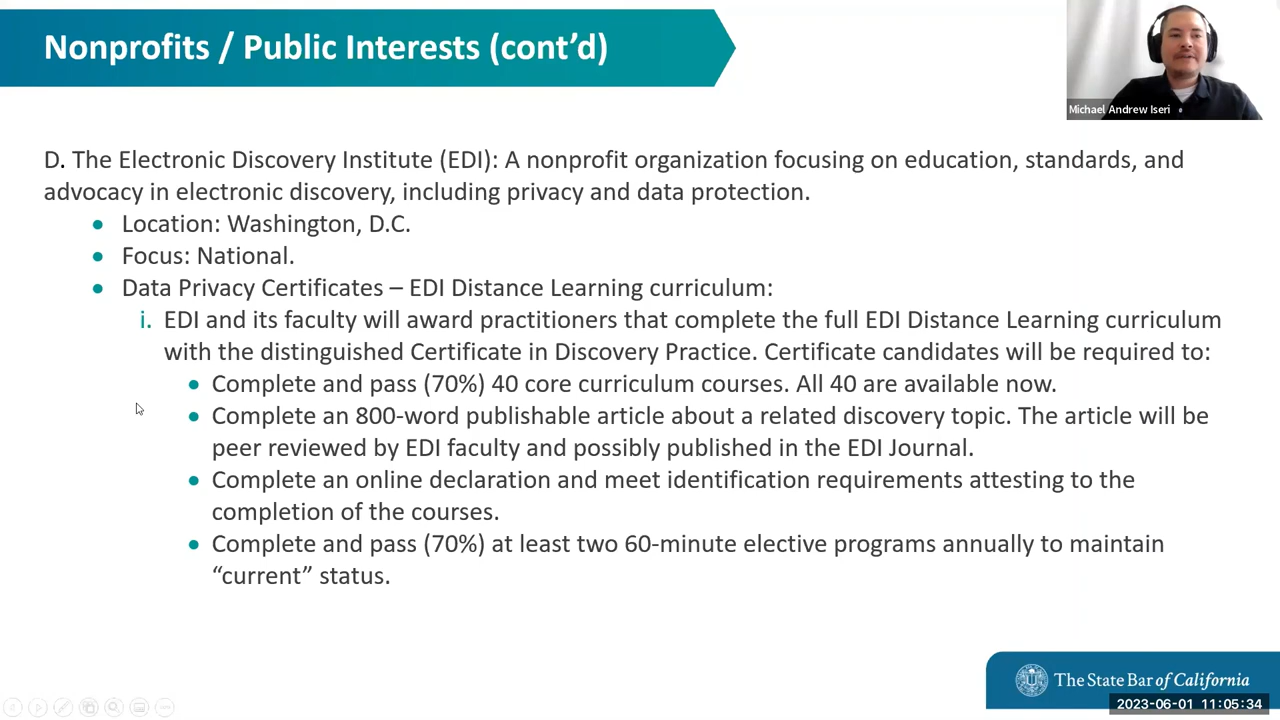 Nonprofits / Public Interests (cont’d)
Michael Andrew Iseri
D. The Electronic Discovery Institute (EDI): A nonprofit organization focusing on education, standards, and
advocacy in electronic discovery, including privacy and data protection.
• Location: Washington, D.C.
• Focus: National.
• Data Privacy Certificates – EDI Distance Learning curriculum:
i. EDI and its faculty will award practitioners that complete the full EDI Distance Learning curriculum
with the distinguished Certificate in Discovery Practice. Certificate candidates will be required to:
• Complete and pass (70%) 40 core curriculum courses. All 40 are available now.
• Complete an 800-word publishable article about a related discovery topic. The article will be
peer reviewed by EDI faculty and possibly published in the EDI Journal.
• Complete an online declaration and meet identification requirements attesting to the
completion of the courses.
• Complete and pass (70%) at least two 60-minute elective programs annually to maintain
“current” status.
The State Bar of California
2023-06-01 11:05:34